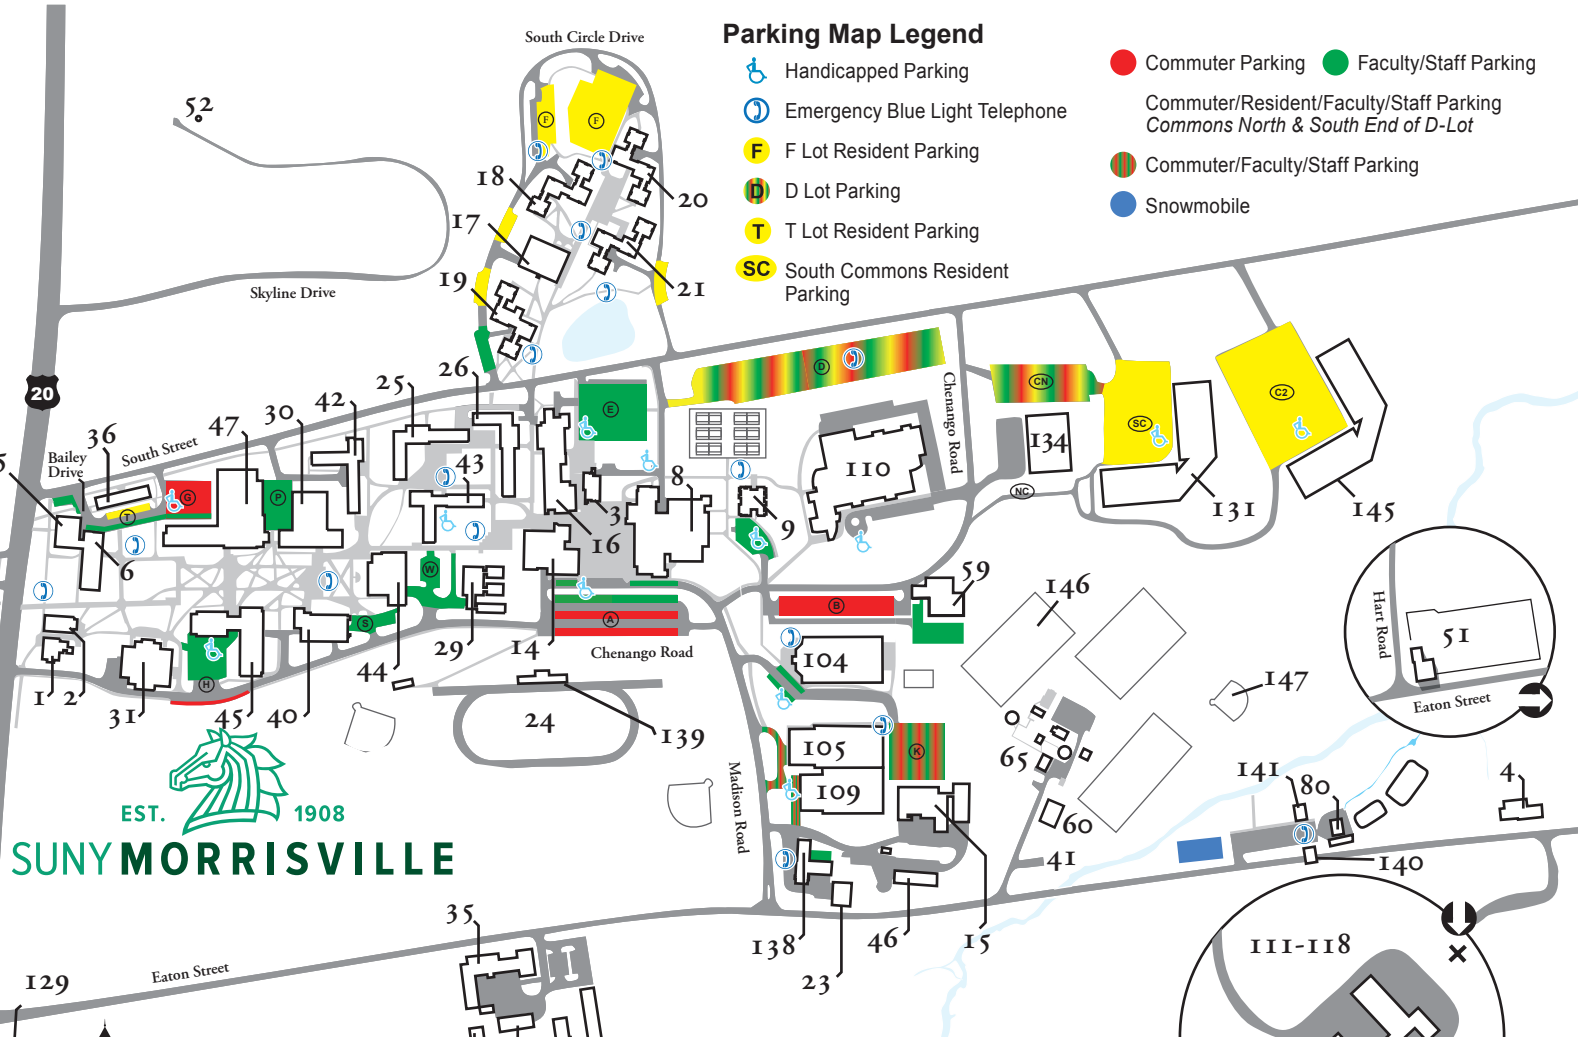 South Circle Drive
Parking Map Legend
Handicapped Parking
Emergency Blue Light Telephone
F F Lot Resident Parking
D D Lot Parking
T T Lot Resident Parking
SC South Commons Resident
Parking
Commuter Parking
Faculty/Staff Parking
Commuter/Resident/Faculty/Staff Parking
Commons North & South End of D-Lot
Commuter/Faculty/Staff Parking
Snowmobile
52
F
F
18
20
17
19
21
Skyline Drive
20
26
25
42
30
47
36
South Street
Bailey
Drive
5
E
D
Chenango Road
CN
SC
C2
G
P
T
43
8
110
134
NC
131
145
3
9
16
6
W
59
146
B
A
S
Hart Road
51
Eaton Street
1
2
31
H
45
40
44
29
14
Chenango Road
104
24
139
147
105
K
65
109
Madison Road
141
80
4
60
41
140
EST. 1908
SUNY MORRISVILLE
35
138
23
46
15
111-118
Eaton Street
129